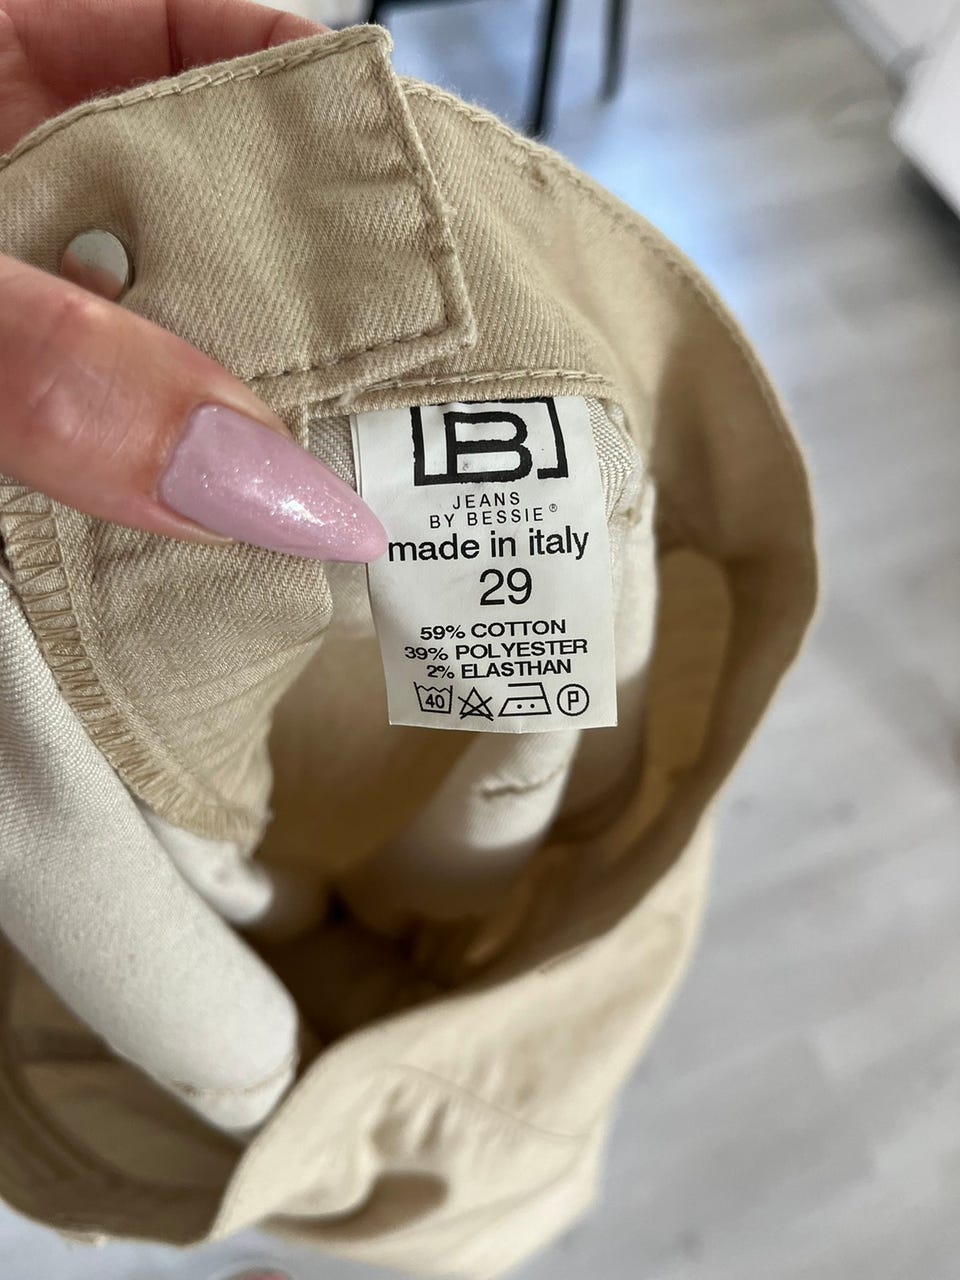 B
JEANS
BY BESSIE®
made in italy
29
59% COTTON
39% POLYESTER
2% ELASTHAN
40 P